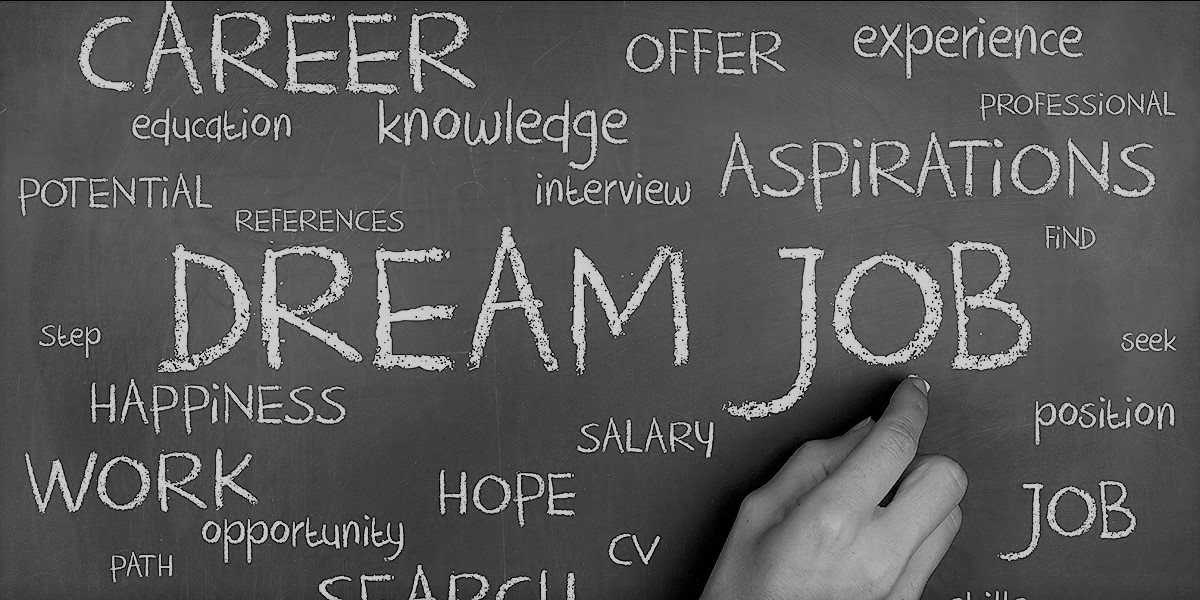 CAREER
OFFER
experience
education
knowledge
PROFESSiONAL
ASPiRATiONS
POTENTiAL
interview
REFERENCES
FiND
DREAM JOB
Step
seek
HAPPiNESS
position
SALARY
WORK
HOPE
JOB
opportunity
CV
PATH
SEARCH
skills